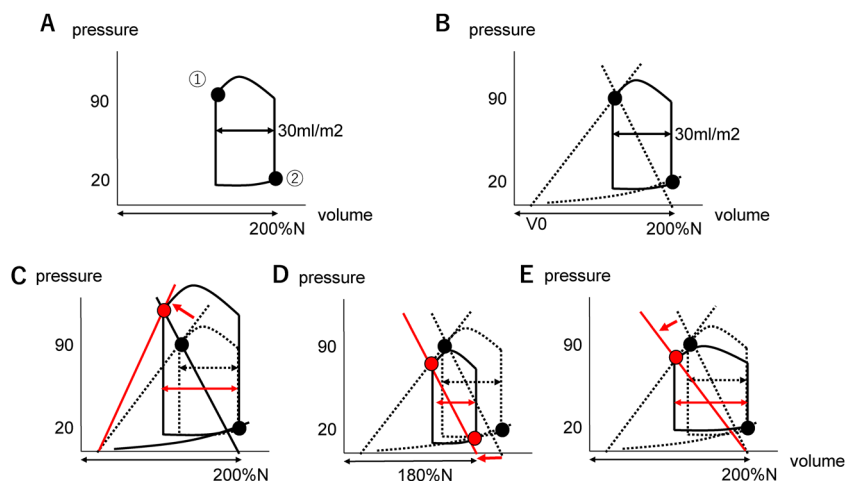 A
pressure
①
90
30ml/m2
20
②
volume
200%N
B
pressure
90
30ml/m2
20
V0
volume
200%N
C
pressure
90
20
200%N
D
pressure
90
20
180%N
E
pressure
90
20
volume
200%N